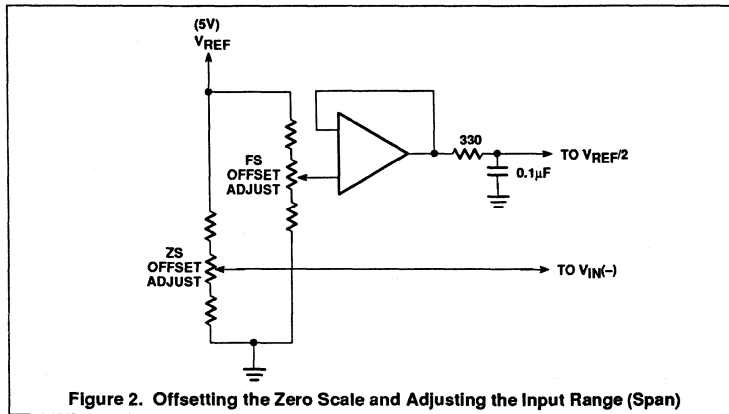 (5V)
VREF
FS
OFFSET
ADJUST
330
TO VREF/2
0.1μF
ZS
OFFSET
ADJUST
TO VIN(–)
Figure 2. Offsetting the Zero Scale and Adjusting the Input Range (Span)